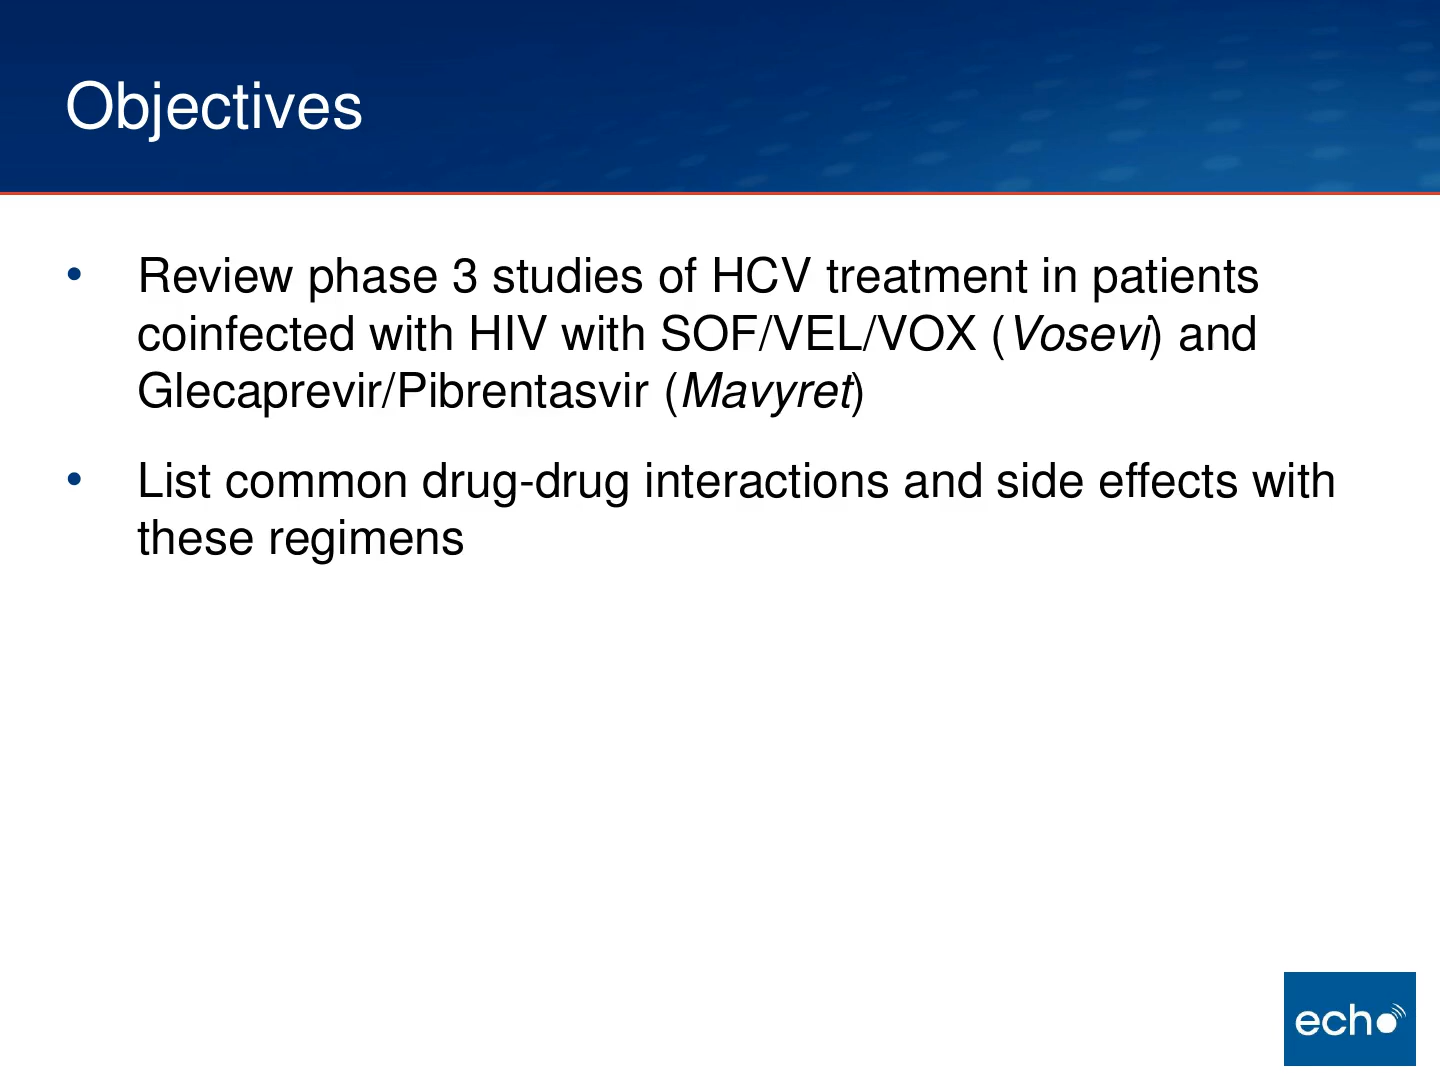 Objectives
• Review phase 3 studies of HCV treatment in patients
coinfected with HIV with SOF/VEL/VOX (Vosevi) and
Glecaprevir/Pibrentasvir (Mavyret)
• List common drug-drug interactions and side effects with
these regimens
echo